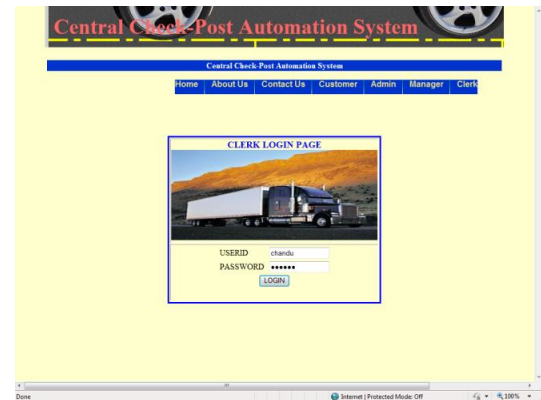 Central Check-Post Automation System
Central Check-Post Automation System
Home About Us Contact Us Customer Admin Manager Clerk
CLERK LOGIN PAGE
USERID chandu
PASSWORD ••••••
LOGIN
Done Internet | Protected Mode: Off 100%